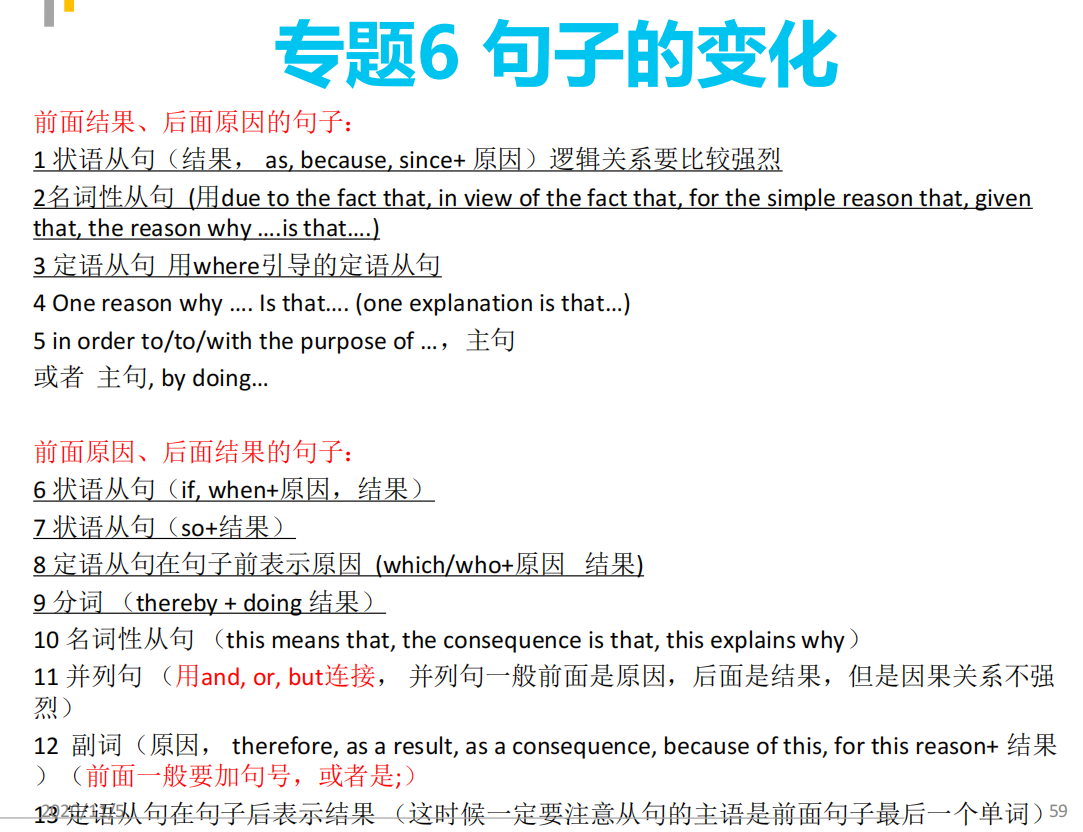 专题6 句子的变化
前面结果、后面原因的句子：
1 状语从句（结果， as, because, since+ 原因）逻辑关系要比较强烈
2名词性从句 (用due to the fact that, in view of the fact that, for the simple reason that, given
that, the reason why ….is that….)
3 定语从句 用where引导的定语从句
4 One reason why …. Is that…. (one explanation is that…)
5 in order to/to/with the purpose of …，主句
或者 主句, by doing…
前面原因、后面结果的句子：
6 状语从句（if, when+原因，结果）
7 状语从句（so+结果）
8 定语从句在句子前表示原因 (which/who+原因 结果)
9 分词 （thereby + doing 结果）
10 名词性从句 （this means that, the consequence is that, this explains why）
11 并列句 （用and, or, but连接， 并列句一般前面是原因，后面是结果，但是因果关系不强
烈）
12 副词（原因， therefore, as a result, as a consequence, because of this, for this reason+ 结果
）（前面一般要加句号，或者是;）
13 定语从句在句子后表示结果 （这时候一定要注意从句的主语是前面句子最后一个单词）
59